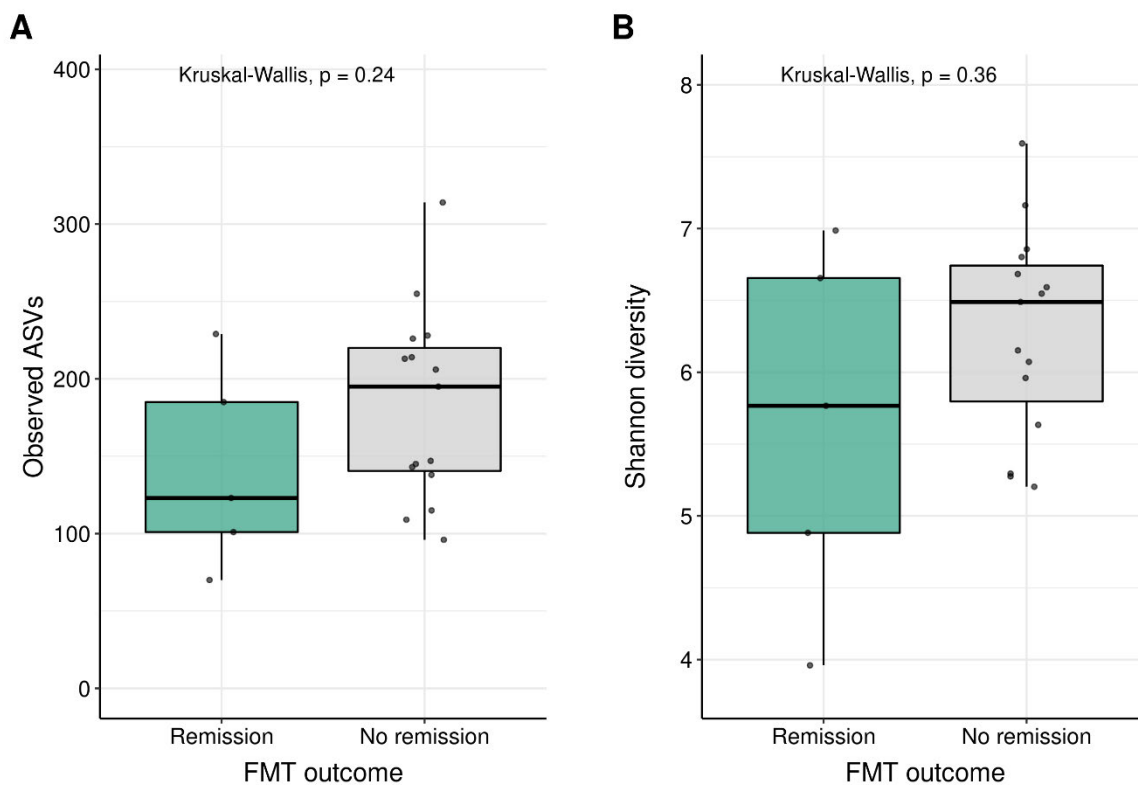 A
Kruskal-Wallis, p = 0.24
400
300
200
100
0
Observed ASVs
Remission
No remission
FMT outcome
B
Kruskal-Wallis, p = 0.36
8
7
6
5
4
Shannon diversity
Remission
No remission
FMT outcome